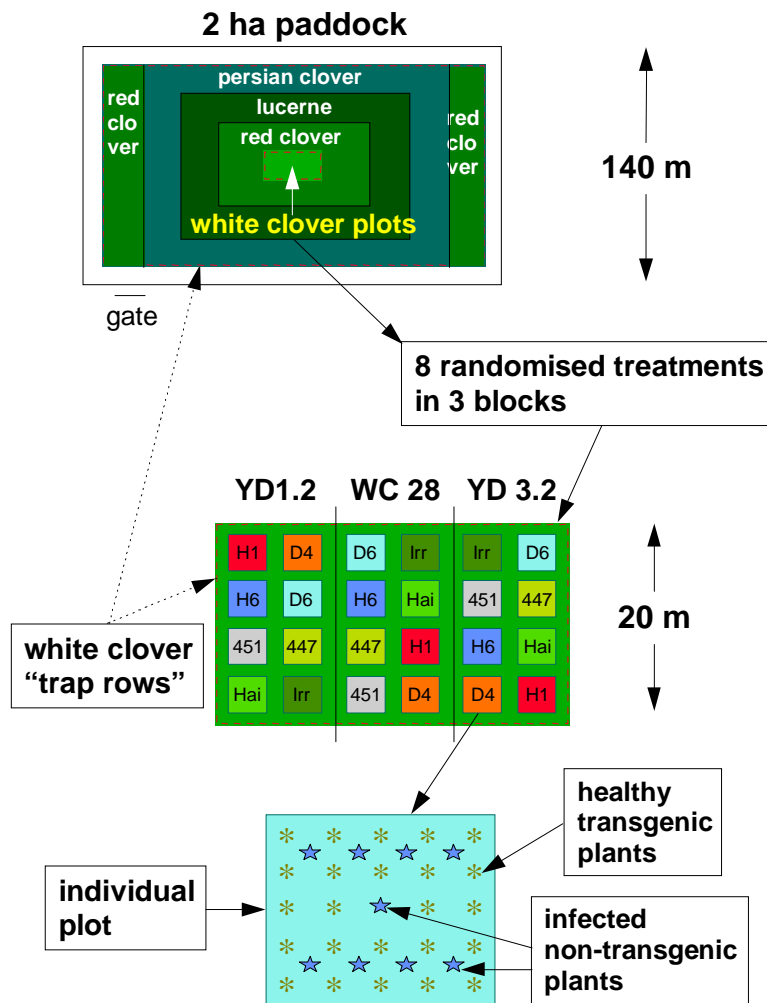 2 ha paddock
persian clover
red
clo
ver
lucerne
red
clo
ver
red clover
white clover plots
140 m
gate
8 randomised treatments
in 3 blocks
YD1.2 WC 28 YD 3.2
H1 D4 D6 Irr Irr D6
H6 D6 H6 Hai 451 447
451 447 447 H1 H6 Hai
Hai Irr 451 D4 D4 H1
20 m
white clover
“trap rows”
healthy
transgenic
plants
individual
plot
infected
non-transgenic
plants